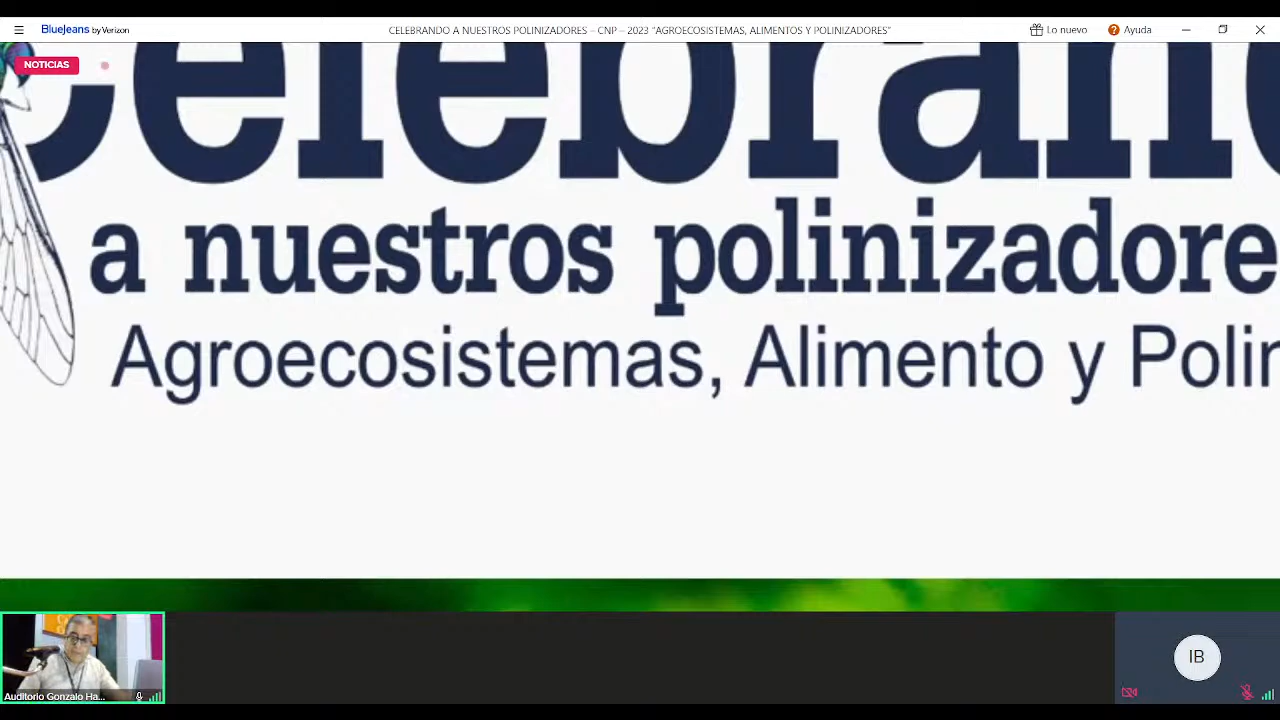 BlueJeans by Verizon
CELEBRANDO A NUESTROS POLINIZADORES – CNP – 2023 "AGROECOSISTEMAS, ALIMENTOS Y POLINIZADORES"
Lo nuevo
Ayuda
NOTICIAS
Celebran
a nuestros polinizadore
Agroecosistemas, Alimento y Polin
Auditorio Gonzalo Ha...
IB